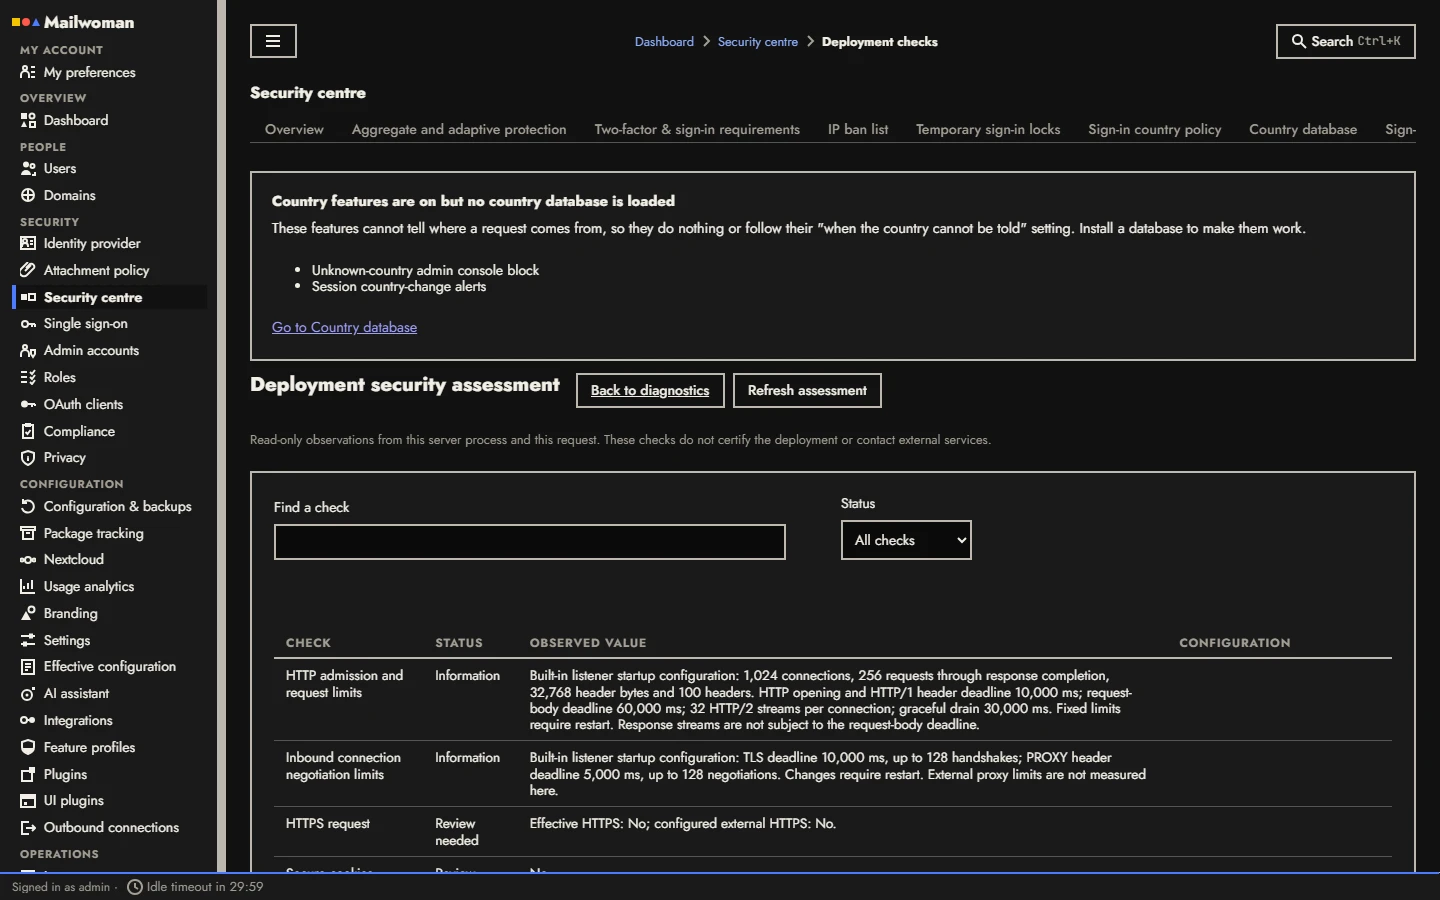 Mailwoman
MY ACCOUNT
My preferences
OVERVIEW
Dashboard
PEOPLE
Users
Domains
SECURITY
Identity provider
Attachment policy
Security centre
Single sign-on
Admin accounts
Roles
OAuth clients
Compliance
Privacy
CONFIGURATION
Configuration & backups
Package tracking
Nextcloud
Usage analytics
Branding
Settings
Effective configuration
AI assistant
Integrations
Feature profiles
Plugins
UI plugins
Outbound connections
OPERATIONS
Dashboard > Security centre > Deployment checks
Search Ctrl+K
Security centre
Overview Aggregate and adaptive protection Two-factor & sign-in requirements IP ban list Temporary sign-in locks Sign-in country policy Country database Sign-
Country features are on but no country database is loaded
These features cannot tell where a request comes from, so they do nothing or follow their "when the country cannot be told" setting. Install a database to make them work.
• Unknown-country admin console block
• Session country-change alerts
Go to Country database
Deployment security assessment Back to diagnostics Refresh assessment
Read-only observations from this server process and this request. These checks do not certify the deployment or contact external services.
Find a check
Status
All checks
CHECK STATUS OBSERVED VALUE CONFIGURATION
HTTP admission and
request limits
Information
Built-in listener startup configuration: 1,024 connections, 256 requests through response completion,
32,768 header bytes and 100 headers. HTTP opening and HTTP/1 header deadline 10,000 ms; request-
body deadline 60,000 ms; 32 HTTP/2 streams per connection; graceful drain 30,000 ms. Fixed limits
require restart. Response streams are not subject to the request-body deadline.
Inbound connection
negotiation limits
Information
Built-in listener startup configuration: TLS deadline 10,000 ms, up to 128 handshakes; PROXY header
deadline 5,000 ms, up to 128 negotiations. Changes require restart. External proxy limits are not measured
here.
HTTPS request
Review
needed
Effective HTTPS: No; configured external HTTPS: No.
Signed in as admin · Idle timeout in 29:59